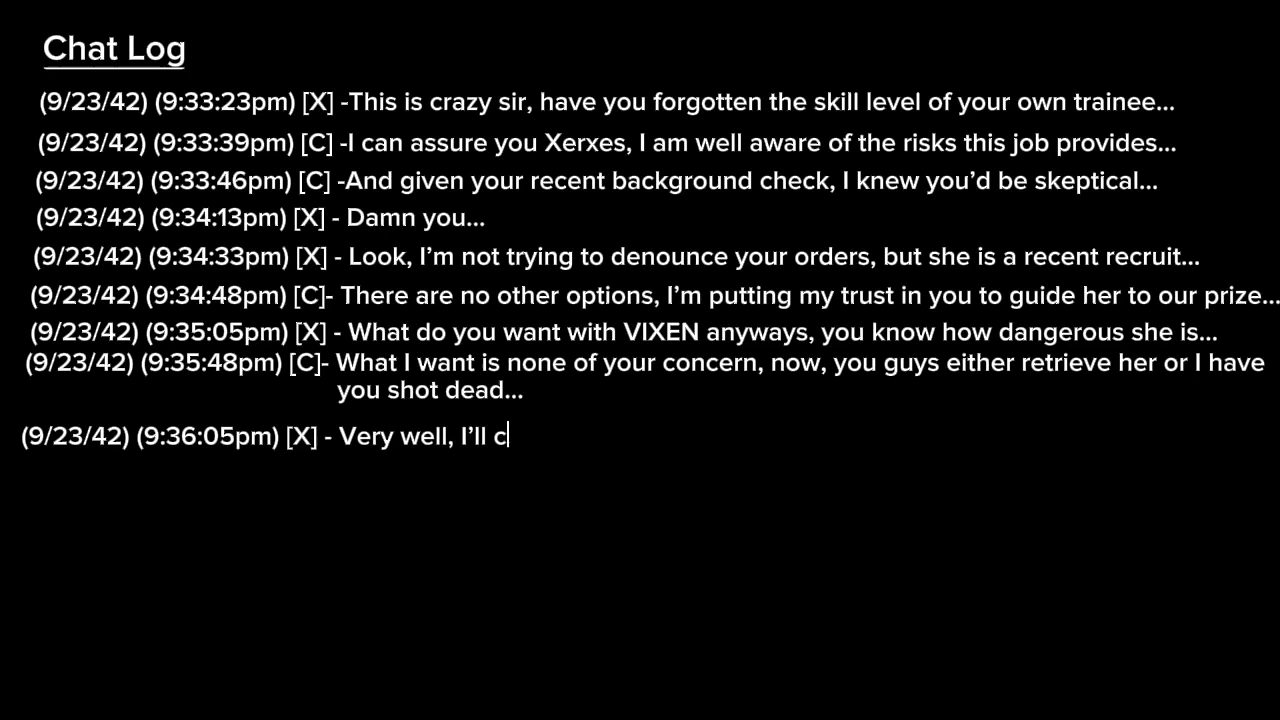 Chat Log
(9/23/42) (9:33:23pm) [X] -This is crazy sir, have you forgotten the skill level of your own trainee...
(9/23/42) (9:33:39pm) [C] -I can assure you Xerxes, I am well aware of the risks this job provides...
(9/23/42) (9:33:46pm) [C] -And given your recent background check, I knew you’d be skeptical...
(9/23/42) (9:34:13pm) [X] - Damn you...
(9/23/42) (9:34:33pm) [X] - Look, I’m not trying to denounce your orders, but she is a recent recruit...
(9/23/42) (9:34:48pm) [C]- There are no other options, I’m putting my trust in you to guide her to our prize...
(9/23/42) (9:35:05pm) [X] - What do you want with VIXEN anyways, you know how dangerous she is...
(9/23/42) (9:35:48pm) [C]- What I want is none of your concern, now, you guys either retrieve her or I have
you shot dead...
(9/23/42) (9:36:05pm) [X] - Very well, I’ll c